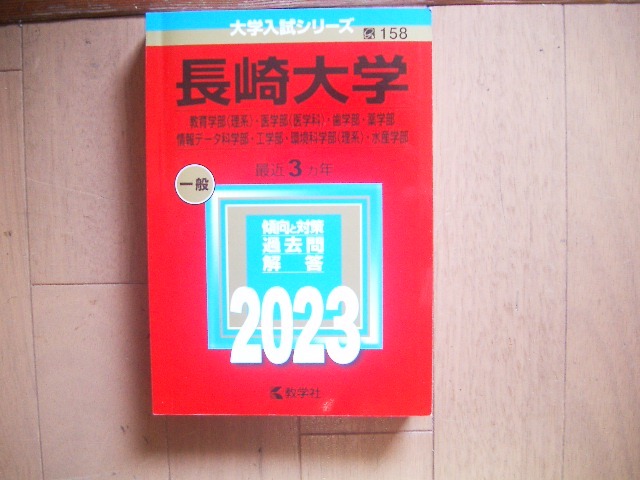 大学入試シリーズ 158
長崎大学
教育学部〈理系〉・医学部〈医学科〉・歯学部・薬学部
情報データ科学部・工学部・環境科学部〈理系〉・水産学部
最近3カ年
一般
傾向と対策
過去問
解答
2023
教学社